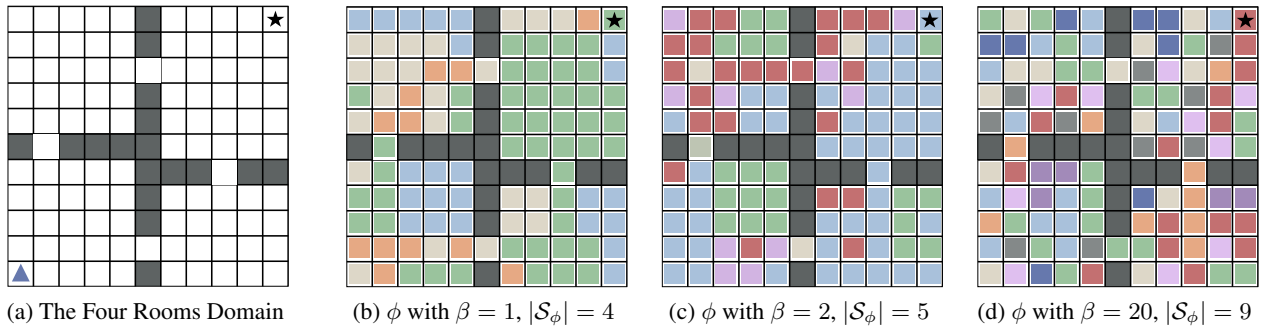 (a) The Four Rooms Domain
(b) ϕ with β = 1, |𝒮ϕ| = 4
(c) ϕ with β = 2, |𝒮ϕ| = 5
(d) ϕ with β = 20, |𝒮ϕ| = 9